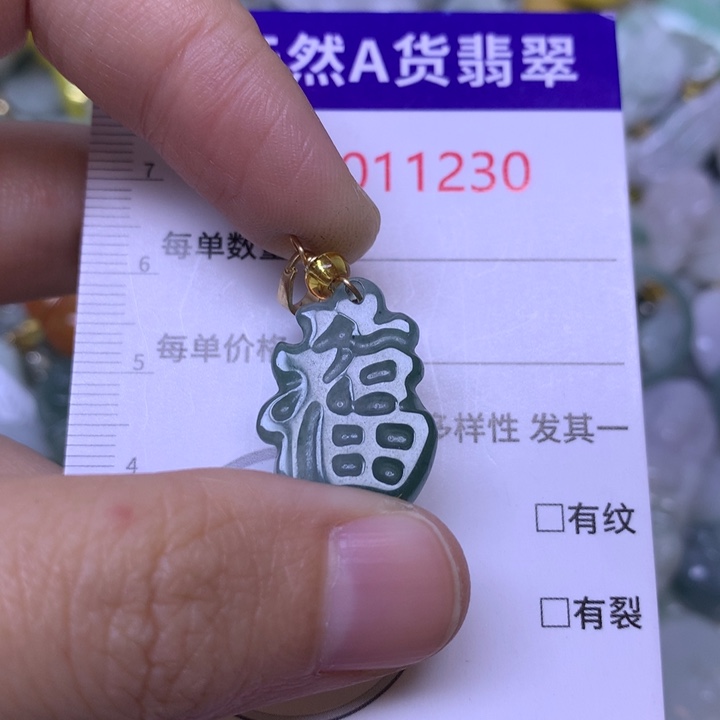 然A货翡翠
011230
7
每单数
6
每单价格
5
多样性 发其一
4
□有纹
□有裂
福